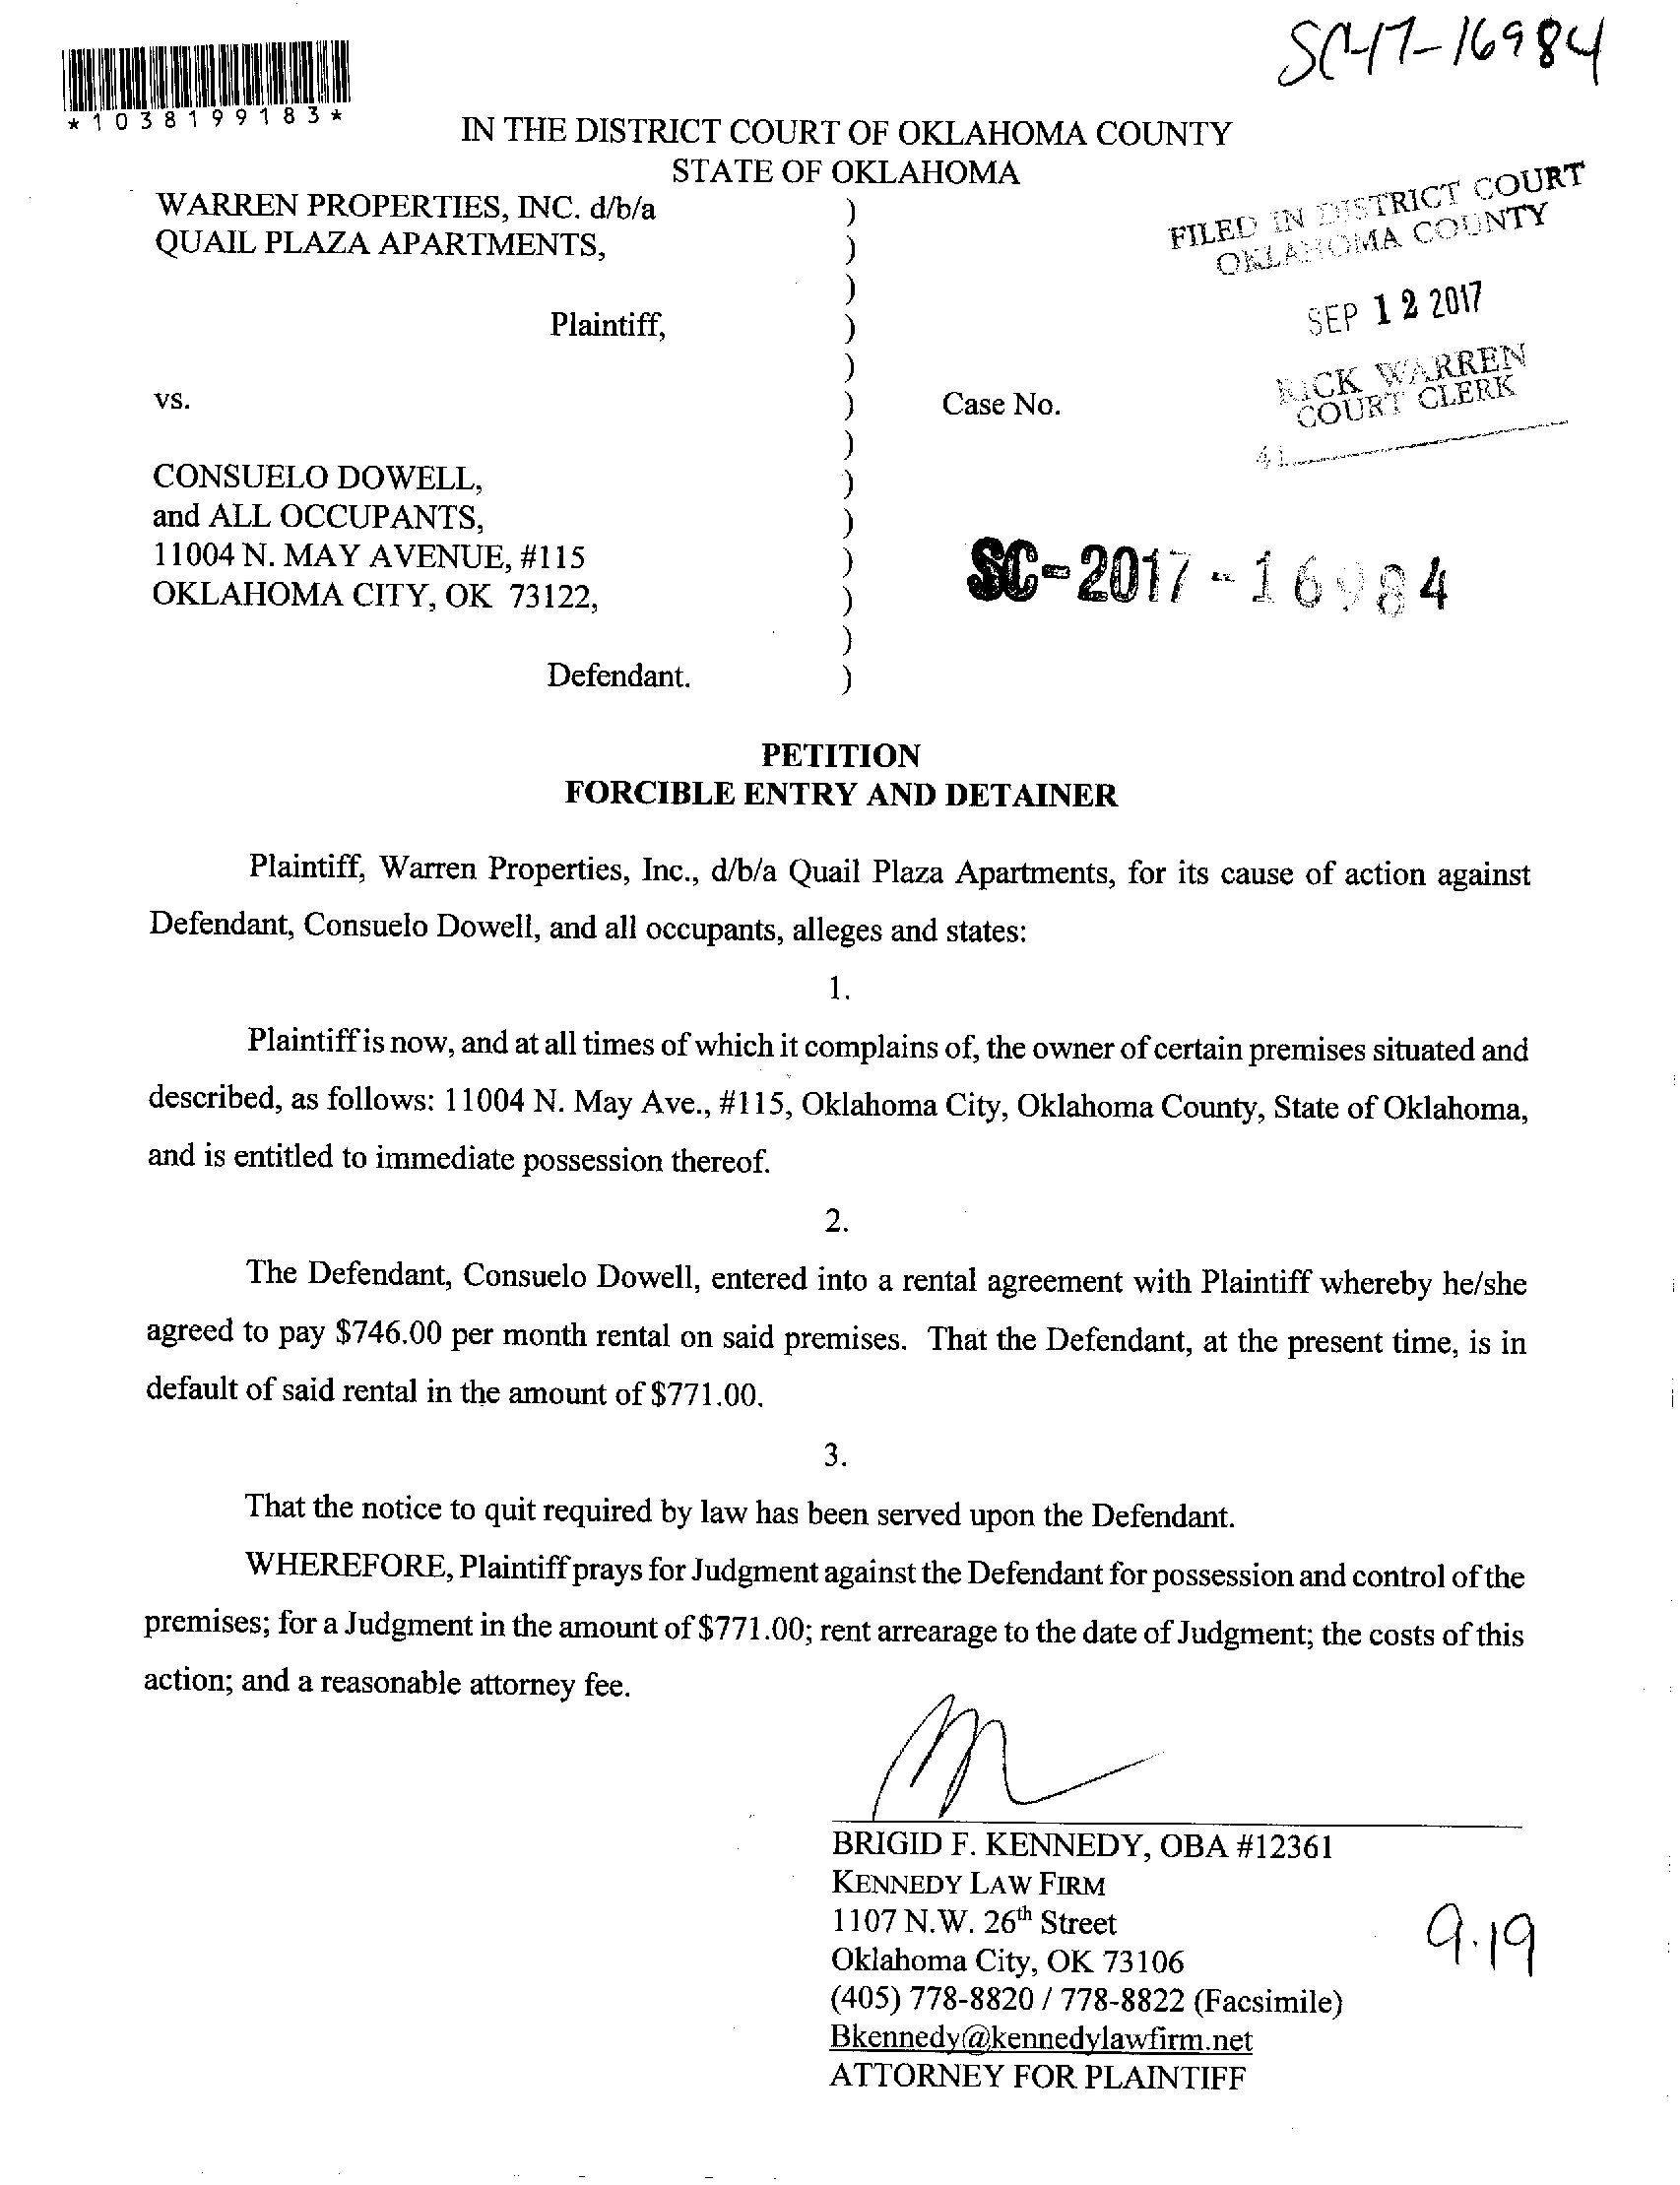 SC-17-16984
*1038199183*
IN THE DISTRICT COURT OF OKLAHOMA COUNTY
STATE OF OKLAHOMA
WARREN PROPERTIES, INC. d/b/a )
QUAIL PLAZA APARTMENTS, )
)
Plaintiff, )
)
vs. ) Case No.
)
CONSUELO DOWELL, )
and ALL OCCUPANTS, )
11004 N. MAY AVENUE, #115 )
OKLAHOMA CITY, OK 73122, )
)
Defendant. )
FILED IN DISTRICT COURT
OKLAHOMA COUNTY
SEP 12 2017
RICK WARREN
COURT CLERK
41
SC-2017-16984
PETITION
FORCIBLE ENTRY AND DETAINER
Plaintiff, Warren Properties, Inc., d/b/a Quail Plaza Apartments, for its cause of action against
Defendant, Consuelo Dowell, and all occupants, alleges and states:
1.
Plaintiff is now, and at all times of which it complains of, the owner of certain premises situated and
described, as follows: 11004 N. May Ave., #115, Oklahoma City, Oklahoma County, State of Oklahoma,
and is entitled to immediate possession thereof.
2.
The Defendant, Consuelo Dowell, entered into a rental agreement with Plaintiff whereby he/she
agreed to pay $746.00 per month rental on said premises. That the Defendant, at the present time, is in
default of said rental in the amount of $771.00.
3.
That the notice to quit required by law has been served upon the Defendant.
WHEREFORE, Plaintiff prays for Judgment against the Defendant for possession and control of the
premises; for a Judgment in the amount of $771.00; rent arrearage to the date of Judgment; the costs of this
action; and a reasonable attorney fee.
BRIGID F. KENNEDY, OBA #12361
KENNEDY LAW FIRM
1107 N.W. 26th Street
Oklahoma City, OK 73106
(405) 778-8820 / 778-8822 (Facsimile)
Bkennedy@kennedylawfirm.net
ATTORNEY FOR PLAINTIFF
9.19